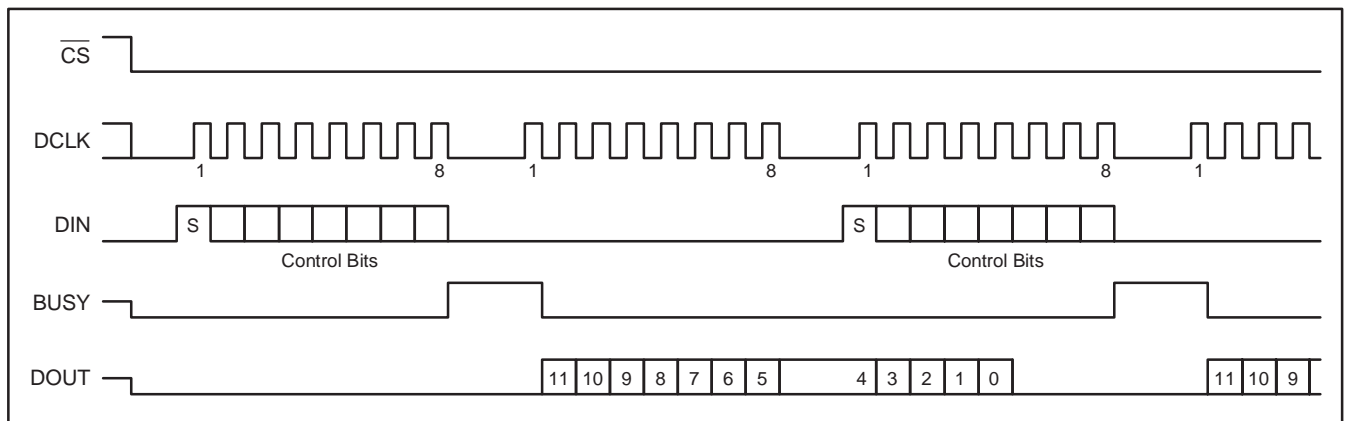 CS
DCLK
1 8 1 8 1 8 1
DIN
S S
Control Bits Control Bits
BUSY
DOUT
11 10 9 8 7 6 5 4 3 2 1 0 11 10 9